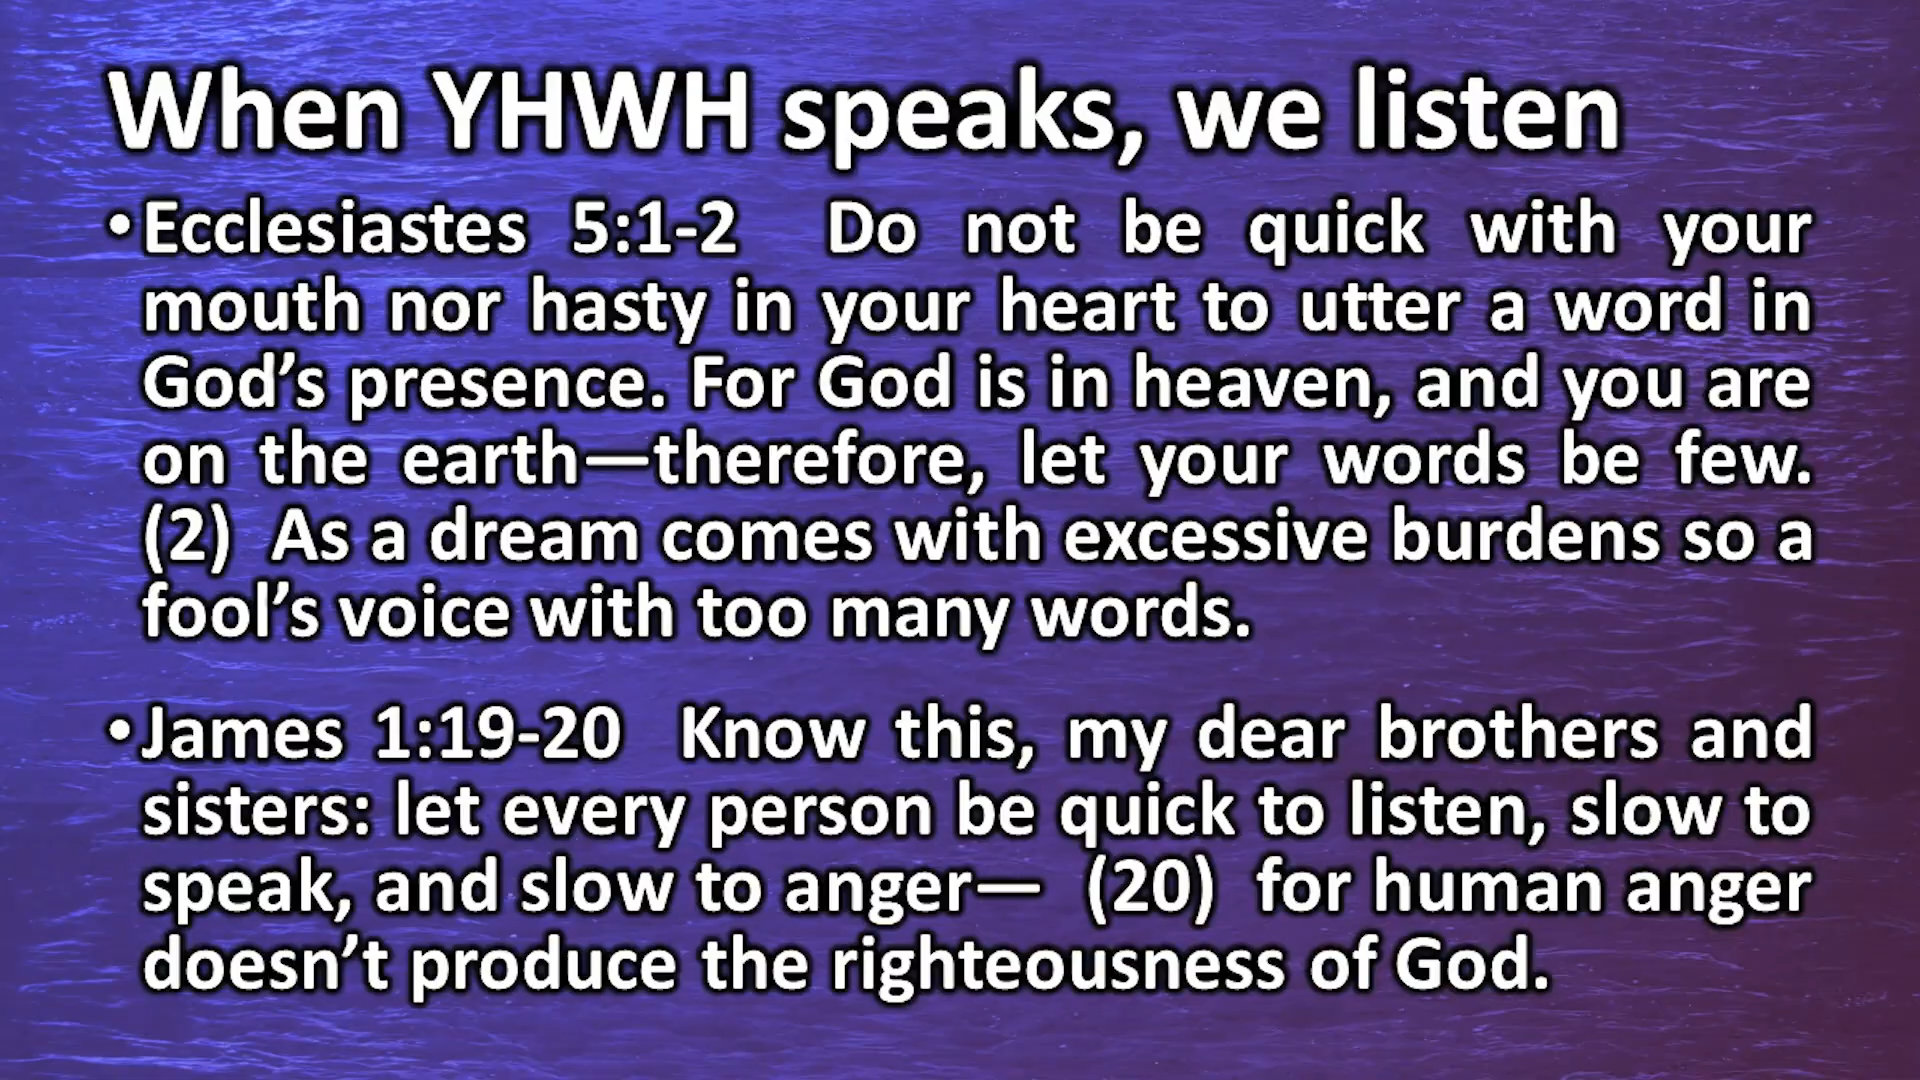 When YHWH speaks, we listen
•Ecclesiastes 5:1-2 Do not be quick with your
mouth nor hasty in your heart to utter a word in
God’s presence. For God is in heaven, and you are
on the earth—therefore, let your words be few.
(2) As a dream comes with excessive burdens so a
fool’s voice with too many words.
•James 1:19-20 Know this, my dear brothers and
sisters: let every person be quick to listen, slow to
speak, and slow to anger— (20) for human anger
doesn’t produce the righteousness of God.